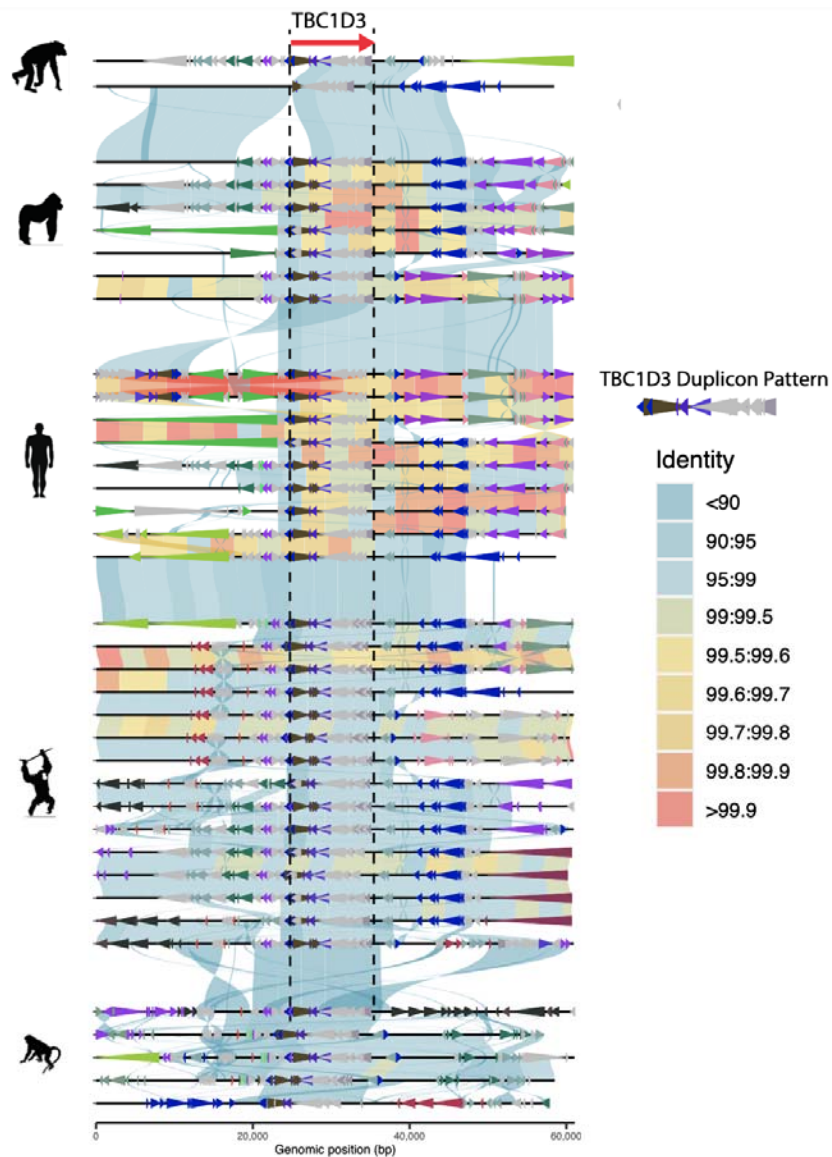 TBC1D3
TBC1D3 Duplicon Pattern
Identity
<90
90:95
95:99
99:99.5
99.5:99.6
99.6:99.7
99.7:99.8
99.8:99.9
>99.9
0 20,000 40,000 60,000
Genomic position (bp)